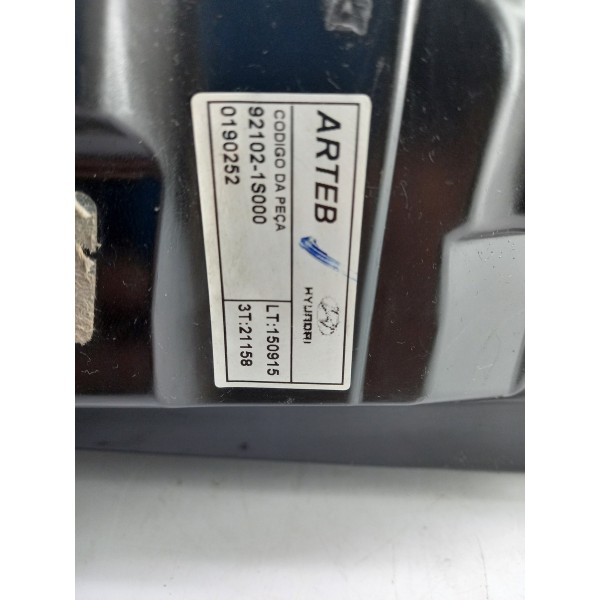 ARTEB
HYUNDAI
CODIGO DA PEÇA
92102-1S000
0190252
LT:150915
3T:21158